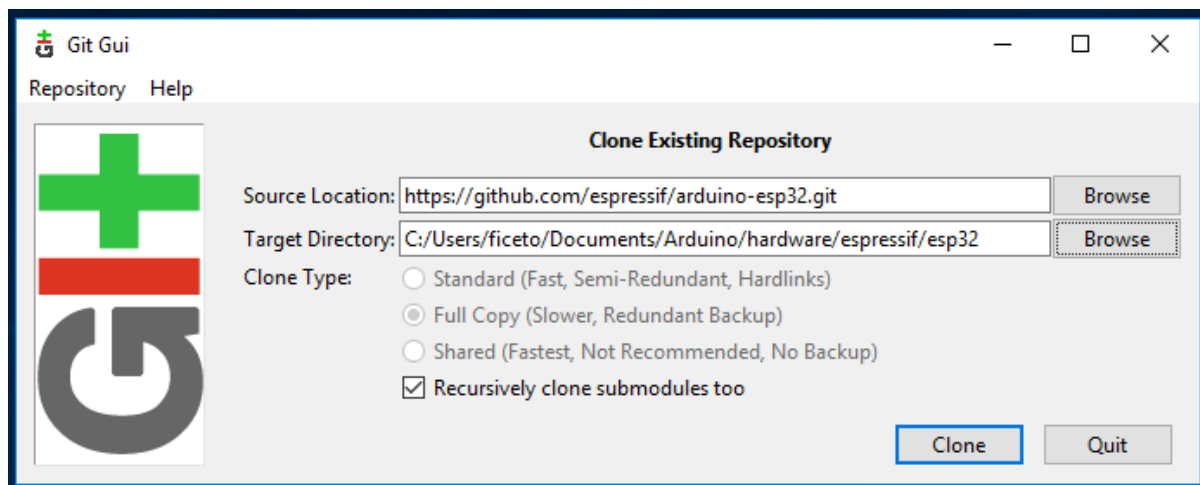 Git Gui
Repository Help
Clone Existing Repository
Source Location: https://github.com/espressif/arduino-esp32.git Browse
Target Directory: C:/Users/ficeto/Documents/Arduino/hardware/espressif/esp32 Browse
Clone Type: Standard (Fast, Semi-Redundant, Hardlinks)
Full Copy (Slower, Redundant Backup)
Shared (Fastest, Not Recommended, No Backup)
Recursively clone submodules too
Clone Quit
GIT